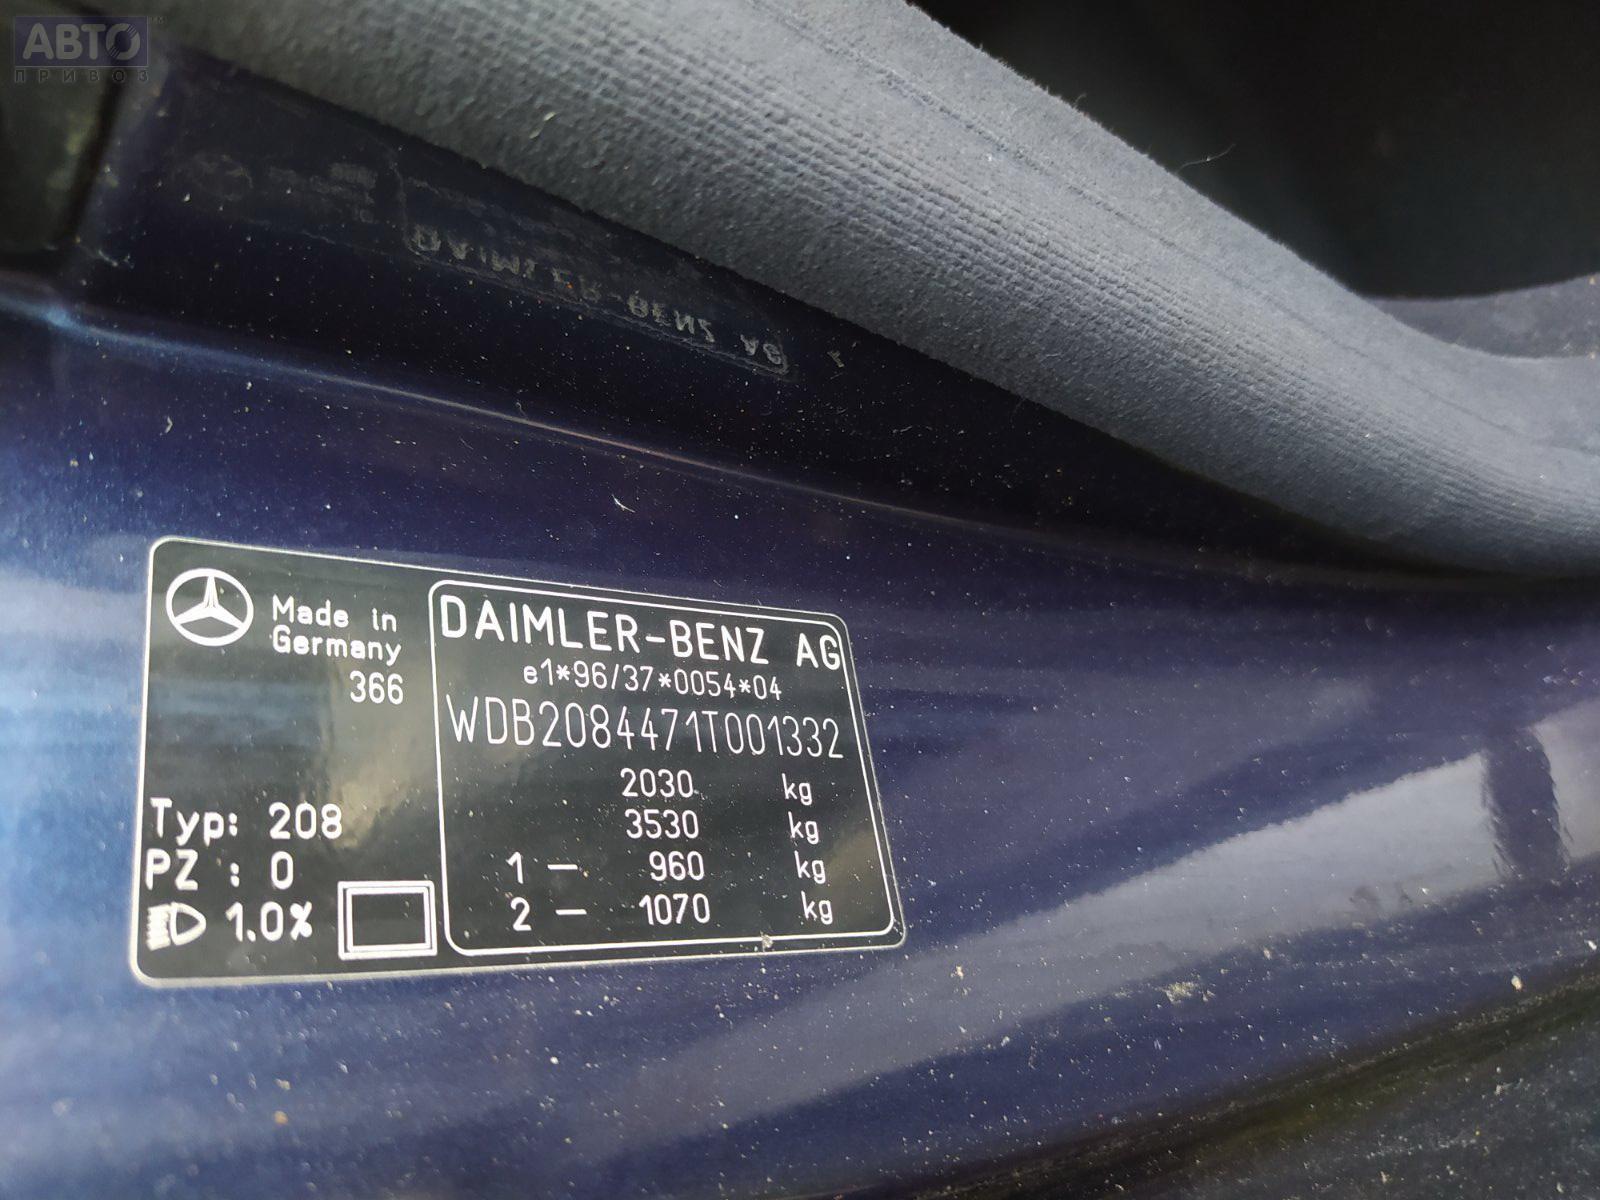 АВТО
ПРИВОЗ
Made in
Germany
366
Typ: 208
PZ : 0
1.0%
DAIMLER-BENZ AG
e1*96/37*0054*04
WDB2084471T001332
2030 kg
3530 kg
1 – 960 kg
2 – 1070 kg
DAIMLER-BENZ AG